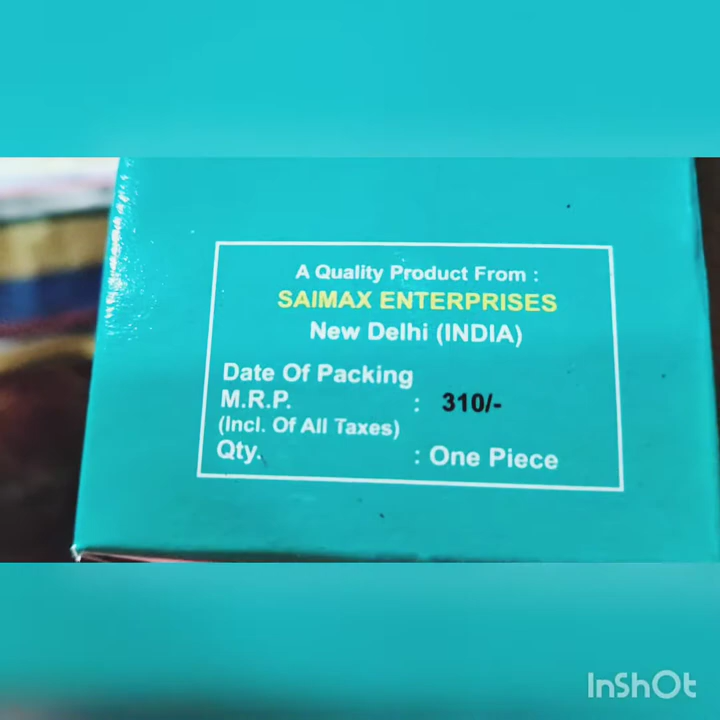 A Quality Product From :
SAIMAX ENTERPRISES
New Delhi (INDIA)
Date Of Packing
M.R.P. : 310/-
(Incl. Of All Taxes)
Qty. : One Piece
InShOt